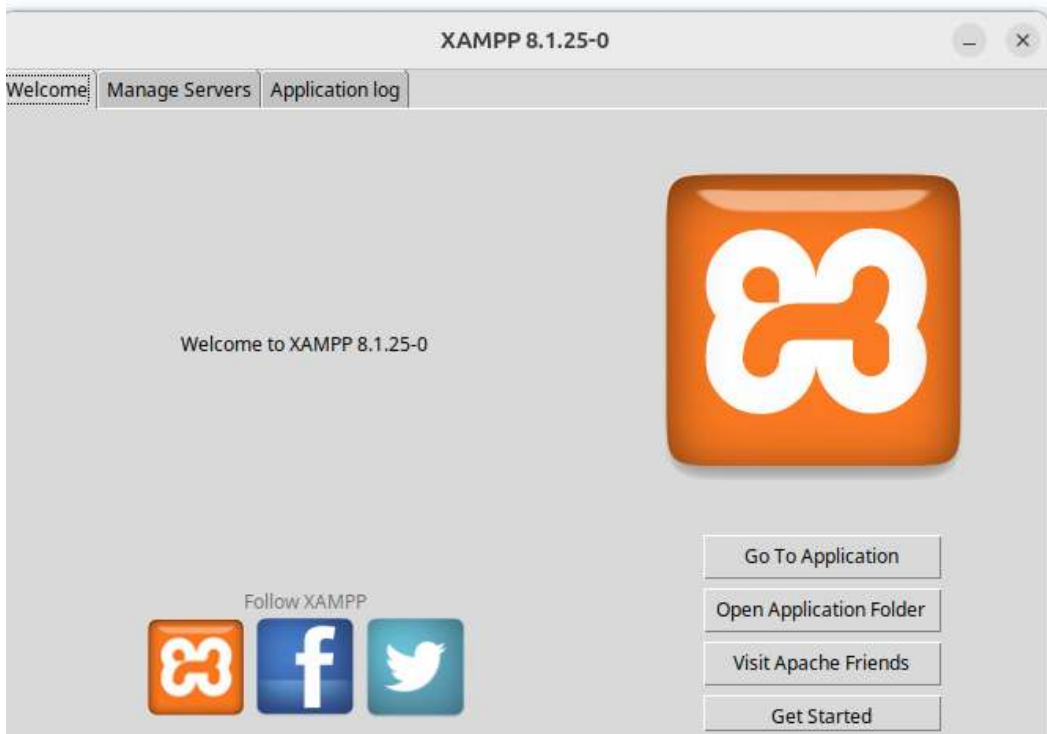 XAMPP 8.1.25-0
Welcome
Manage Servers
Application log
Welcome to XAMPP 8.1.25-0
Follow XAMPP
Go To Application
Open Application Folder
Visit Apache Friends
Get Started